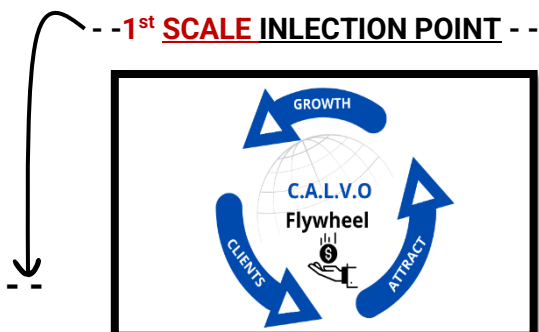 - -1st SCALE INLECTION POINT - -
GROWTH
C.A.L.V.O
Flywheel
$
CLIENTS
ATTRACT
- -